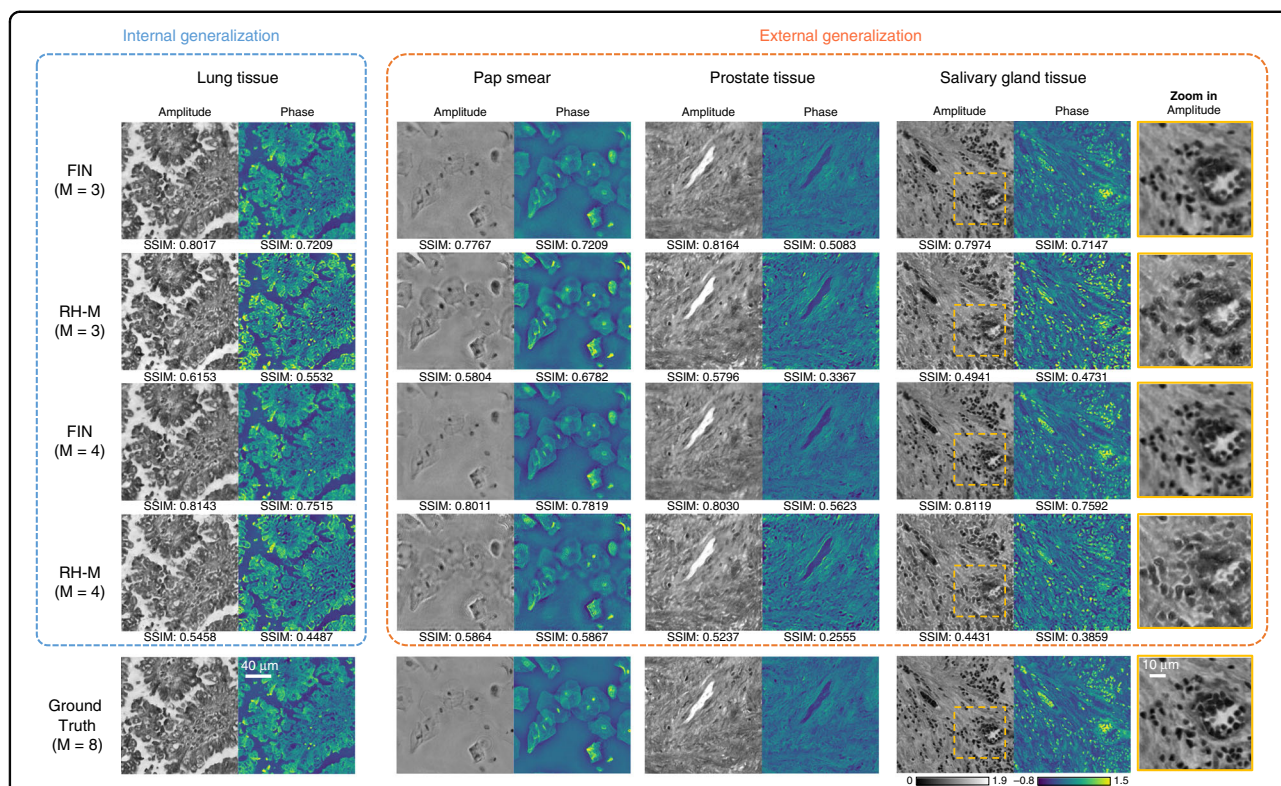 Internal generalization
External generalization
Lung tissue
Pap smear
Prostate tissue
Salivary gland tissue
Zoom in
Amplitude Phase Amplitude Phase Amplitude Phase Amplitude Phase Amplitude
FIN
(M = 3)
SSIM: 0.8017 SSIM: 0.7209 SSIM: 0.7767 SSIM: 0.7209 SSIM: 0.8164 SSIM: 0.5083 SSIM: 0.7974 SSIM: 0.7147
RH-M
(M = 3)
SSIM: 0.6153 SSIM: 0.5532 SSIM: 0.5804 SSIM: 0.6782 SSIM: 0.5796 SSIM: 0.3367 SSIM: 0.4941 SSIM: 0.4731
FIN
(M = 4)
SSIM: 0.8143 SSIM: 0.7515 SSIM: 0.8011 SSIM: 0.7819 SSIM: 0.8030 SSIM: 0.5623 SSIM: 0.8119 SSIM: 0.7592
RH-M
(M = 4)
SSIM: 0.5458 SSIM: 0.4487 SSIM: 0.5864 SSIM: 0.5867 SSIM: 0.5237 SSIM: 0.2555 SSIM: 0.4431 SSIM: 0.3859
40 μm
10 μm
Ground
Truth
(M = 8)
0 1.9 −0.8 1.5